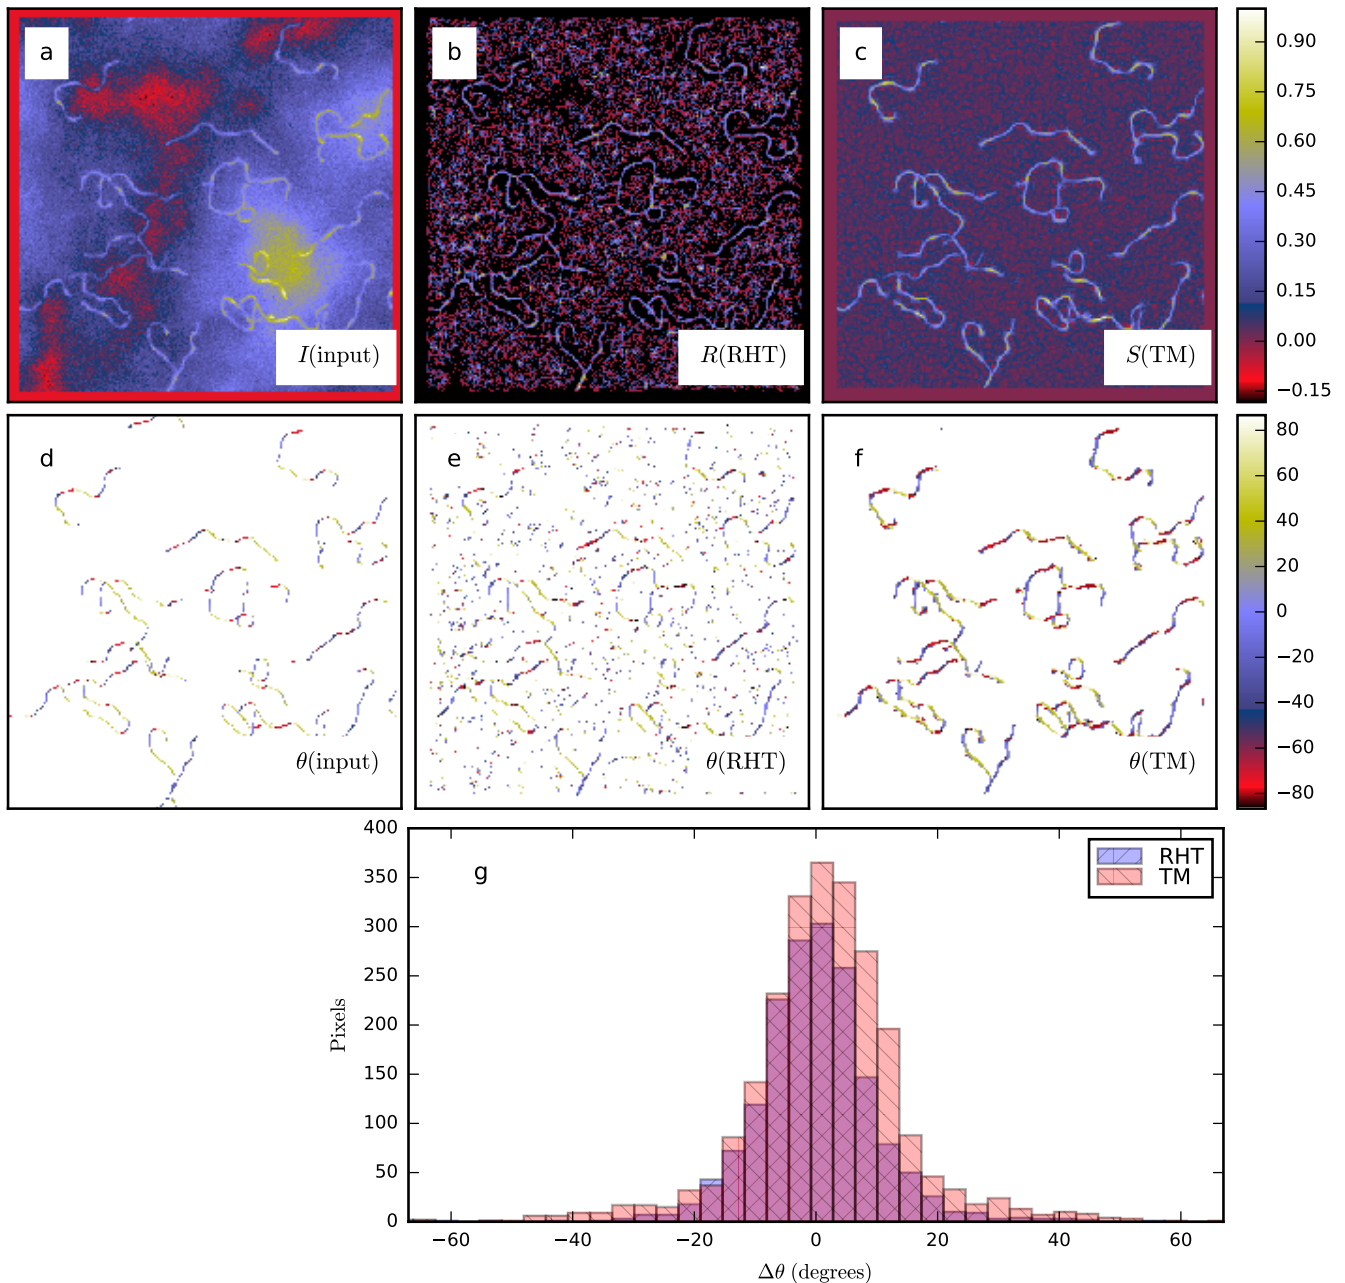 a
I(input)
b
R(RHT)
c
S(TM)
0.90
0.75
0.60
0.45
0.30
0.15
0.00
−0.15
d
θ(input)
e
θ(RHT)
f
θ(TM)
80
60
40
20
0
−20
−40
−60
−80
g
400
350
300
250
200
150
100
50
0
Pixels
RHT
TM
−60
−40
−20
0
20
40
60
Δθ (degrees)